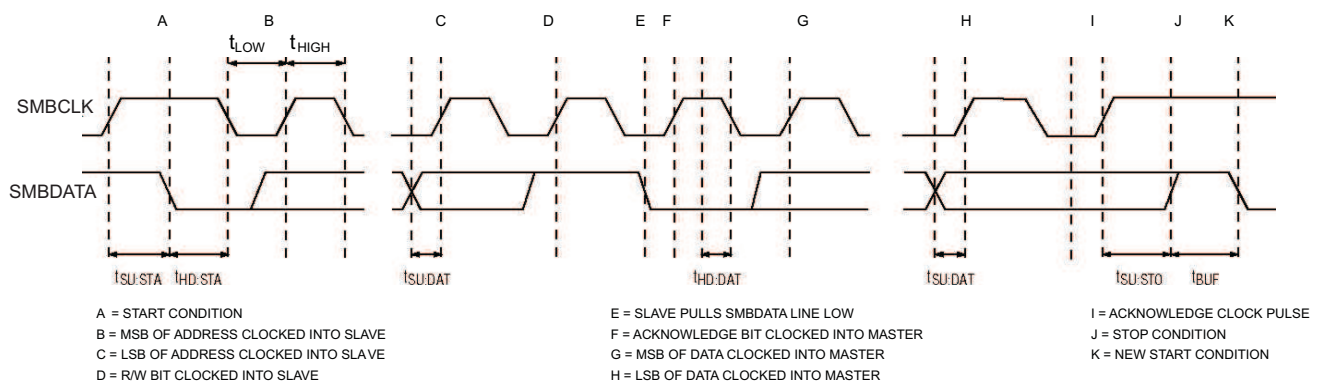 A B C D E F G H I J K
tLOW tHIGH
SMBCLK
SMBDATA
tSU:STA tHD:STA tSU:DAT tHD:DAT tSU:DAT tSU:STO tBUF
A = START CONDITION
B = MSB OF ADDRESS CLOCKED INTO SLAVE
C = LSB OF ADDRESS CLOCKED INTO SLAVE
D = R/W BIT CLOCKED INTO SLAVE
E = SLAVE PULLS SMBDATA LINE LOW
F = ACKNOWLEDGE BIT CLOCKED INTO MASTER
G = MSB OF DATA CLOCKED INTO MASTER
H = LSB OF DATA CLOCKED INTO MASTER
I = ACKNOWLEDGE CLOCK PULSE
J = STOP CONDITION
K = NEW START CONDITION